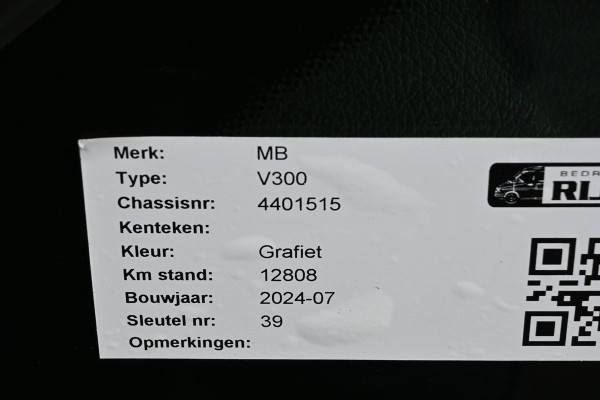 Merk: MB
Type: V300
Chassisnr: 4401515
Kenteken:
Kleur: Grafiet
Km stand: 12808
Bouwjaar: 2024-07
Sleutel nr: 39
Opmerkingen:
BEDR